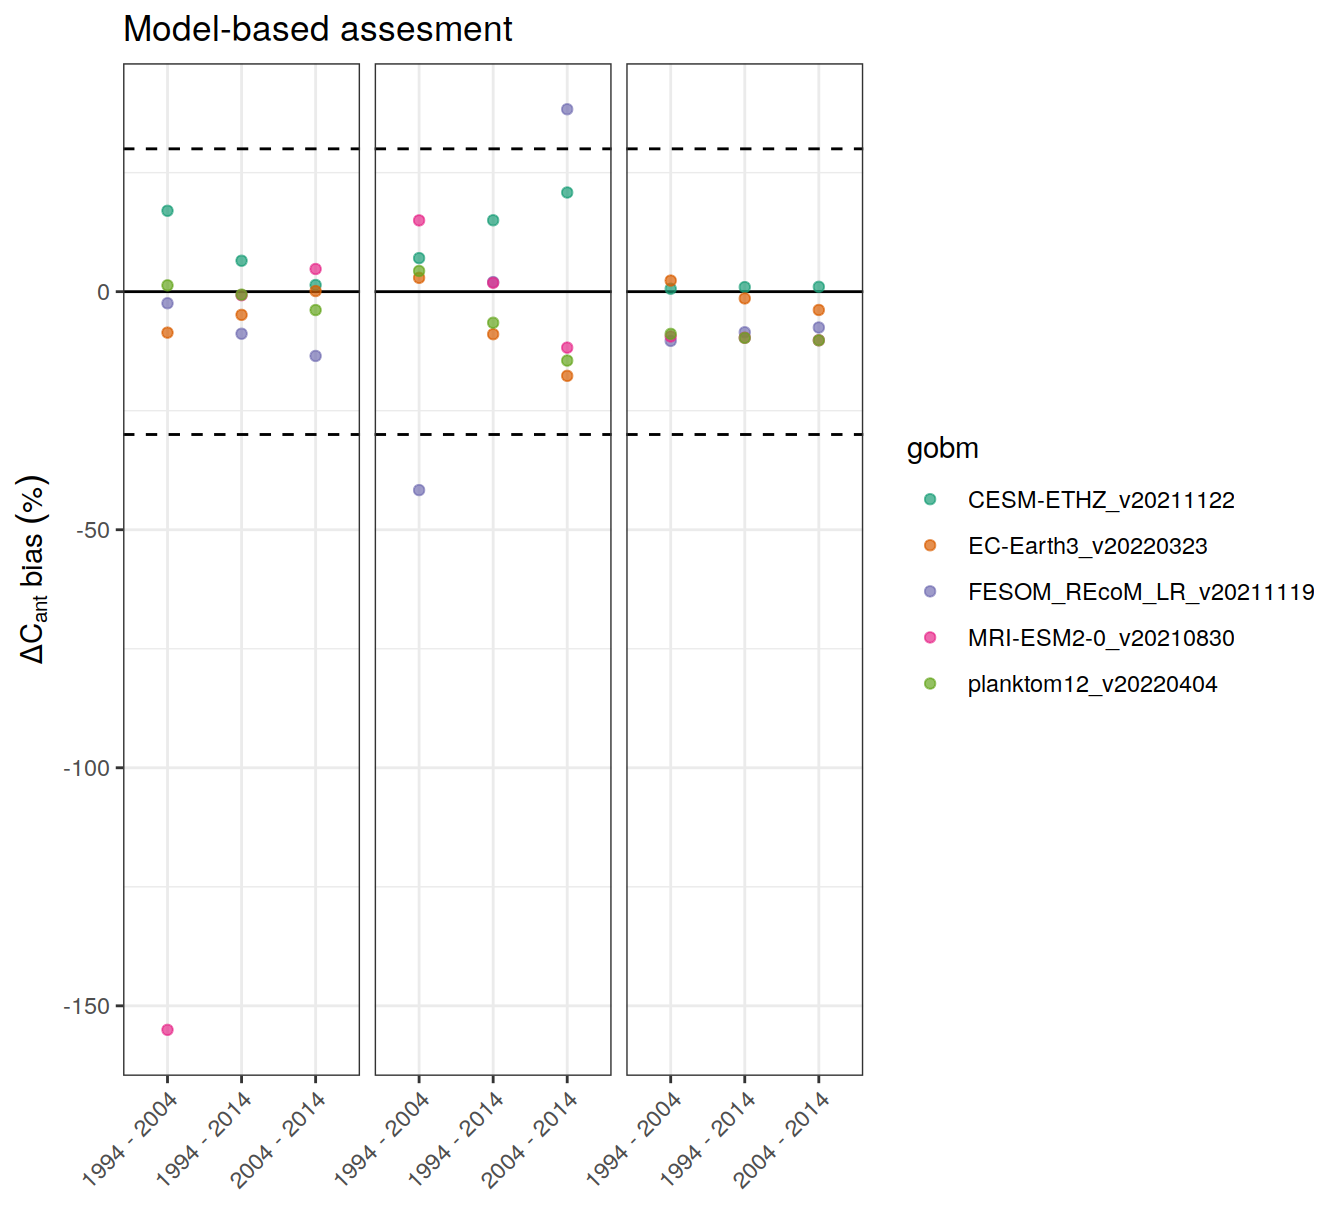 Model-based assesment
ΔCant bias (%)
0
-50
-100
-150
1994 - 2004
1994 - 2014
2004 - 2014
1994 - 2004
1994 - 2014
2004 - 2014
1994 - 2004
1994 - 2014
2004 - 2014
gobm
CESM-ETHZ_v20211122
EC-Earth3_v20220323
FESOM_REcoM_LR_v20211119
MRI-ESM2-0_v20210830
planktom12_v20220404